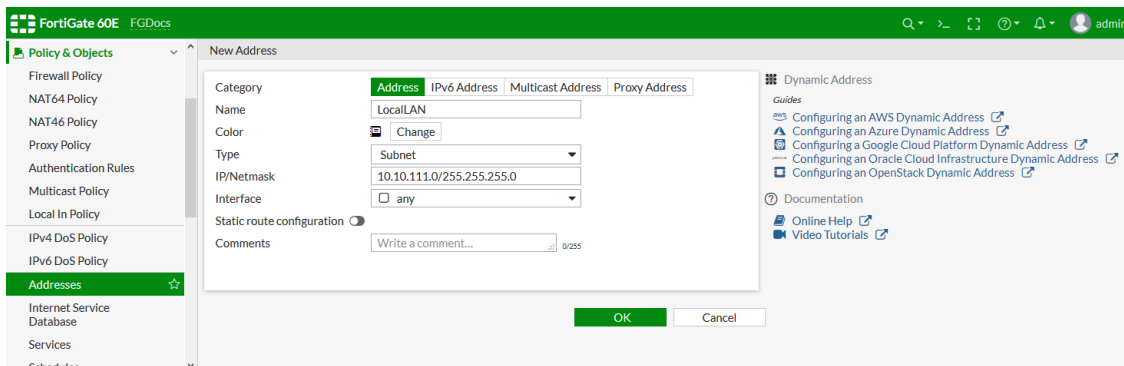 FortiGate 60E FGDocs
admin
Policy & Objects
Firewall Policy
NAT64 Policy
NAT46 Policy
Proxy Policy
Authentication Rules
Multicast Policy
Local In Policy
IPv4 DoS Policy
IPv6 DoS Policy
Addresses
Internet Service
Database
Services
Schedules
New Address
Category Address IPv6 Address Multicast Address Proxy Address
Name LocalLAN
Color Change
Type Subnet
IP/Netmask 10.10.111.0/255.255.255.0
Interface any
Static route configuration
Comments Write a comment... 0/255
OK Cancel
Dynamic Address
Guides
aws Configuring an AWS Dynamic Address
Configuring an Azure Dynamic Address
Configuring a Google Cloud Platform Dynamic Address
Configuring an Oracle Cloud Infrastructure Dynamic Address
Configuring an OpenStack Dynamic Address
Documentation
Online Help
Video Tutorials